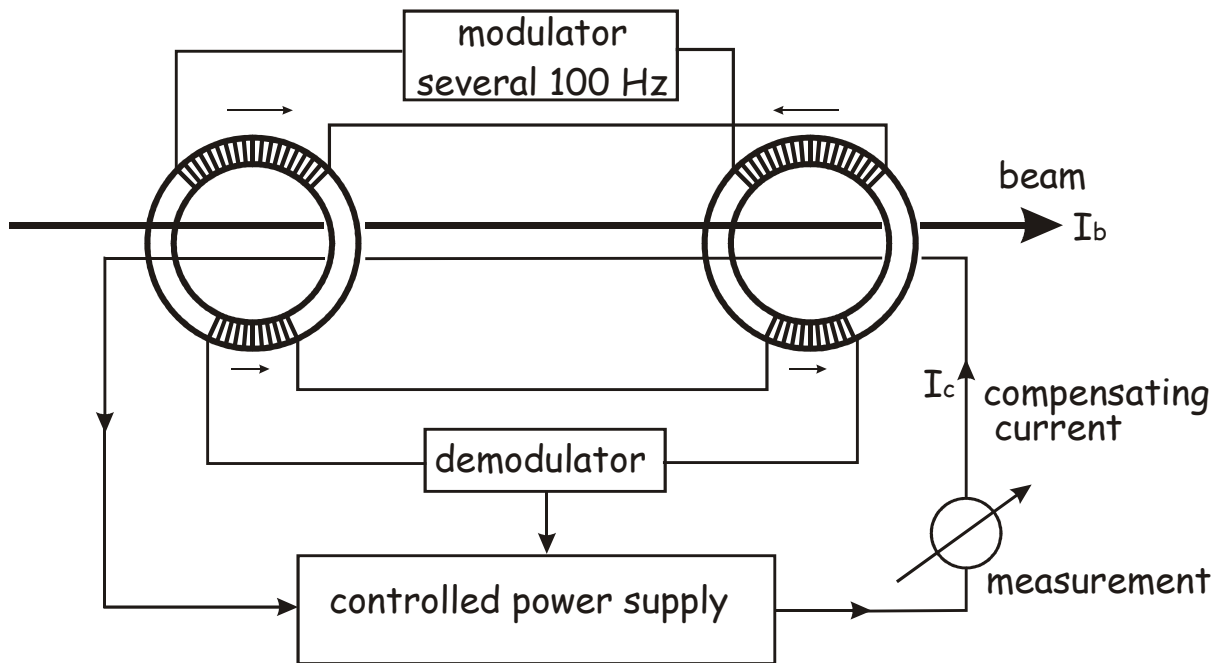 modulator
several 100 Hz
beam
Ib
Ic
compensating
current
demodulator
measurement
controlled power supply